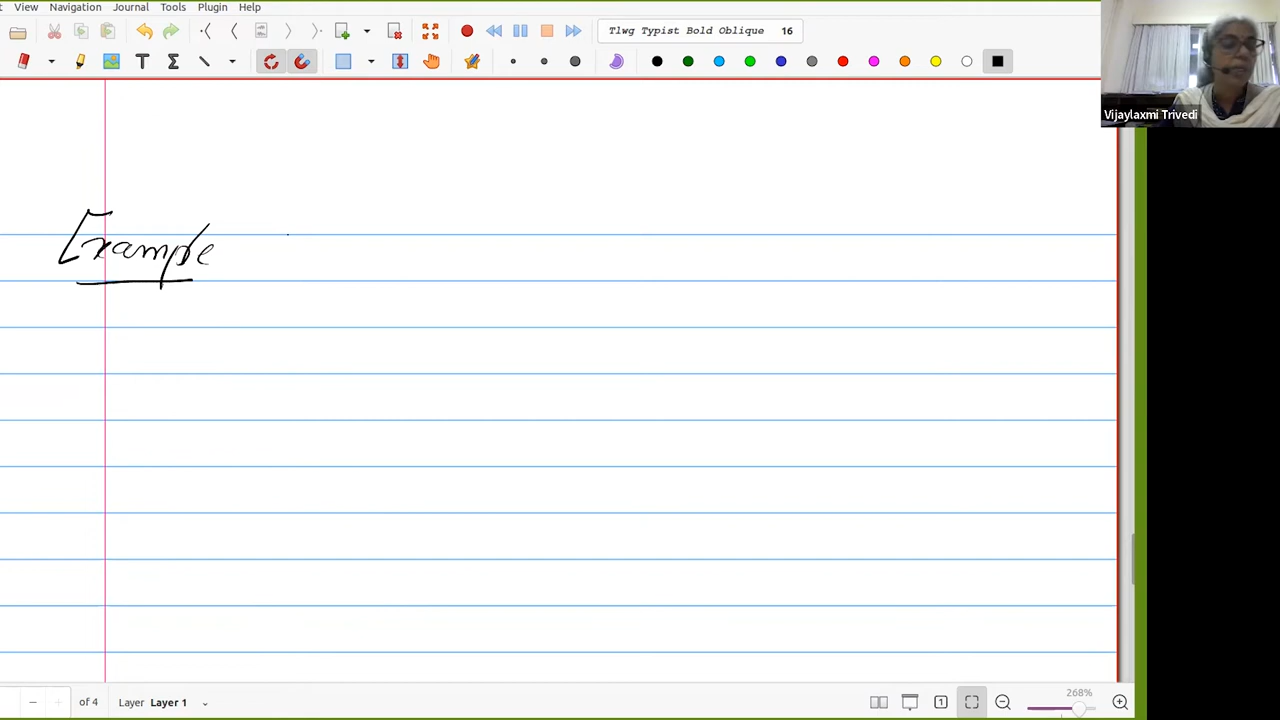 View Navigation Journal Tools Plugin Help
Tlwg Typist Bold Oblique 16
Vijaylaxmi Trivedi
Example
of 4 Layer Layer 1 268%